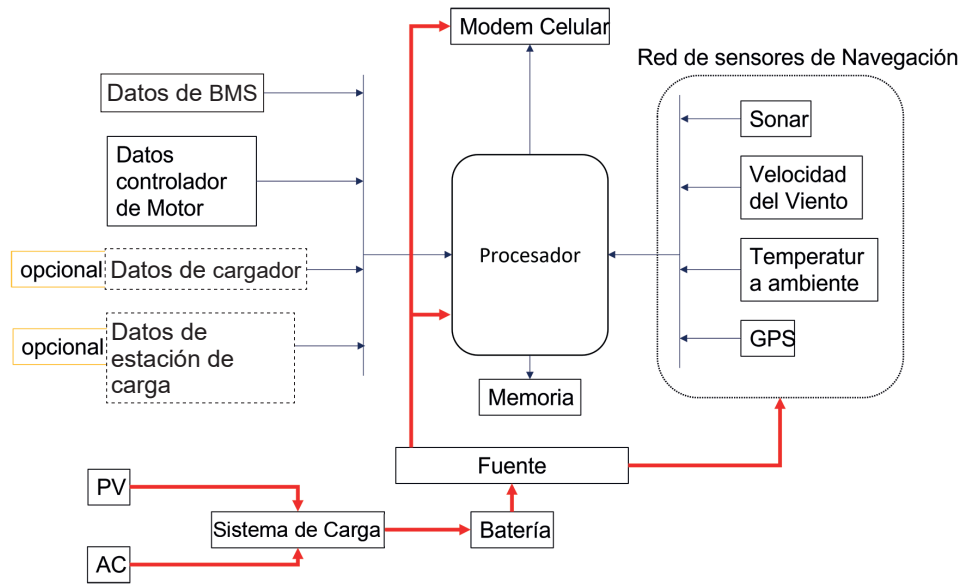 Modem Celular
Red de sensores de Navegación
Datos de BMS
Sonar
Datos
controlador
de Motor
Velocidad
del Viento
Procesador
opcional
Datos de cargador
Temperatur
a ambiente
opcional
Datos de
estación de
carga
GPS
Memoria
Fuente
PV
Sistema de Carga
Batería
AC